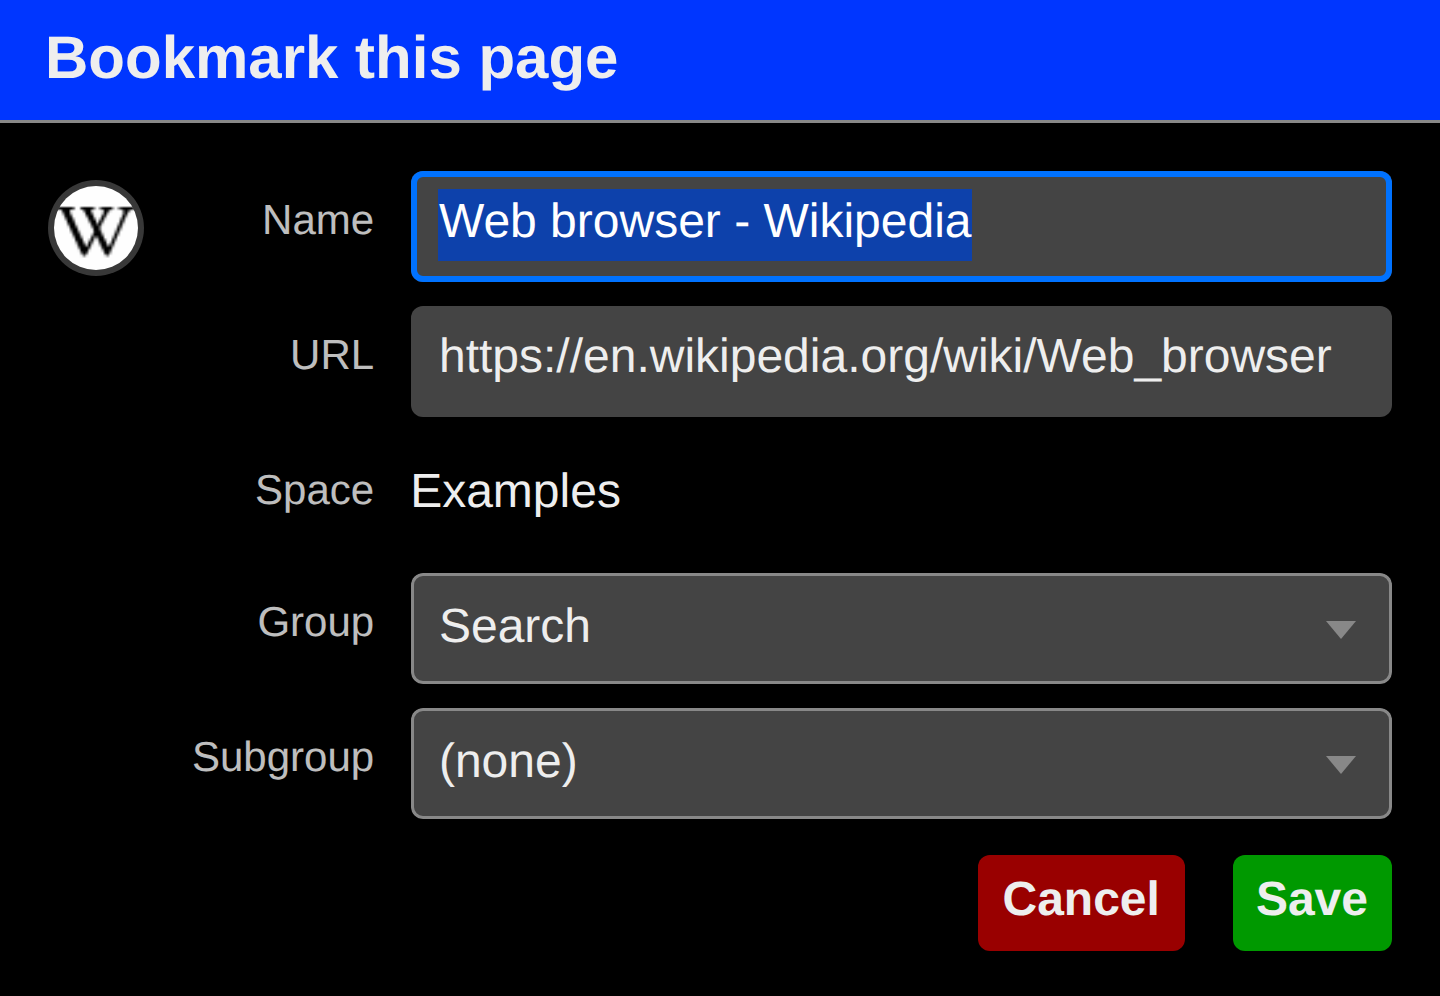 Bookmark this page
W
Name Web browser - Wikipedia
URL https://en.wikipedia.org/wiki/Web_browser
Space Examples
Group Search
Subgroup (none)
Cancel Save